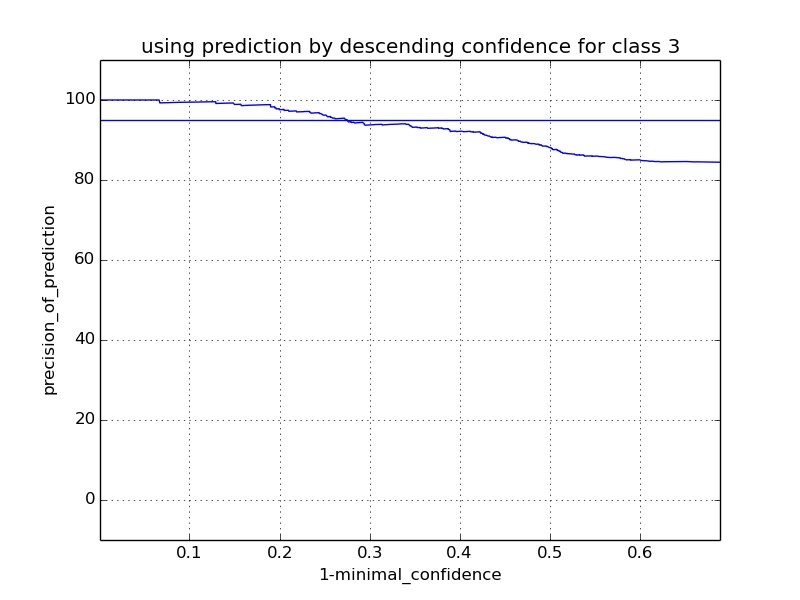 using prediction by descending confidence for class 3
100
80
60
40
20
0
precision_of_prediction
0.1 0.2 0.3 0.4 0.5 0.6
1-minimal_confidence